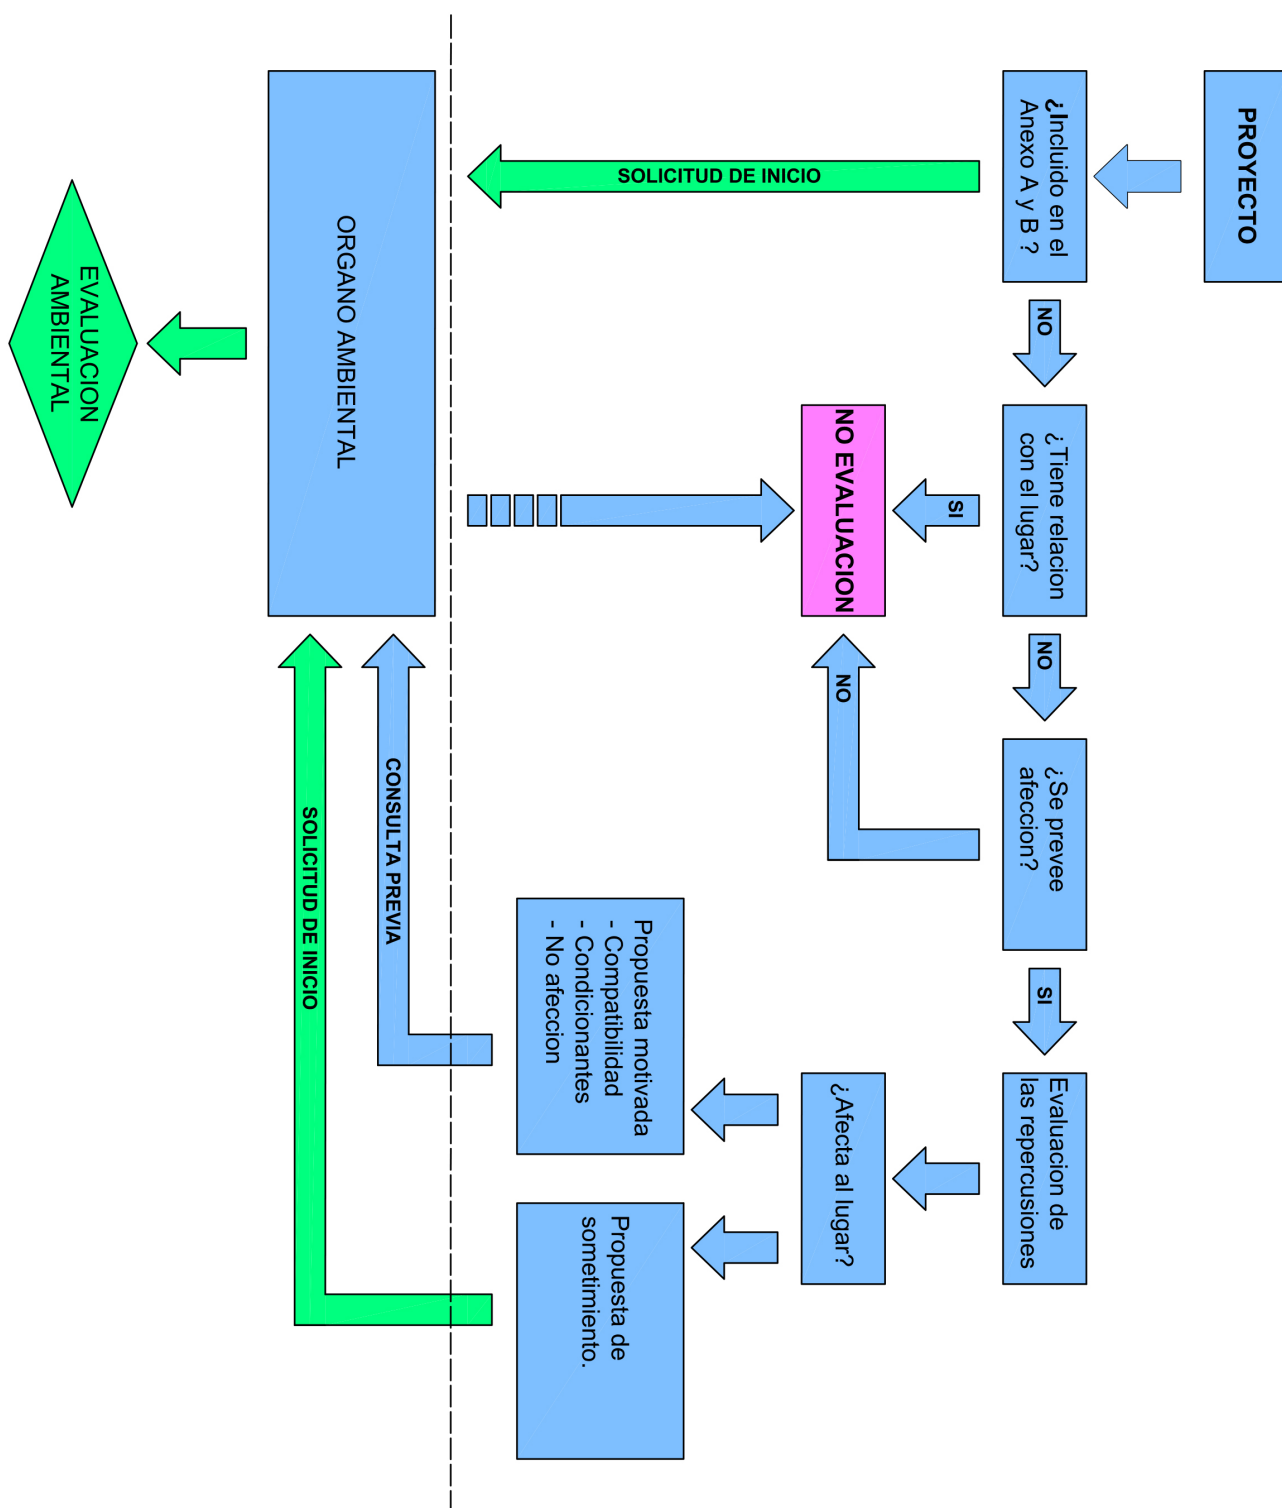 PROYECTO
¿Incluido en el
Anexo A y B ?
NO
¿Tiene relacion
con el lugar?
NO
¿Se prevee
afeccion?
SI
Evaluacion de
las repercusiones
SOLICITUD DE INICIO
SI
NO EVALUACION
NO
¿Afecta al lugar?
Propuesta motivada
- Compatibilidad
- Condicionantes
- No afeccion
Propuesta de
sometimiento.
ORGANO AMBIENTAL
CONSULTA PREVIA
SOLICITUD DE INICIO
EVALUACION
AMBIENTAL